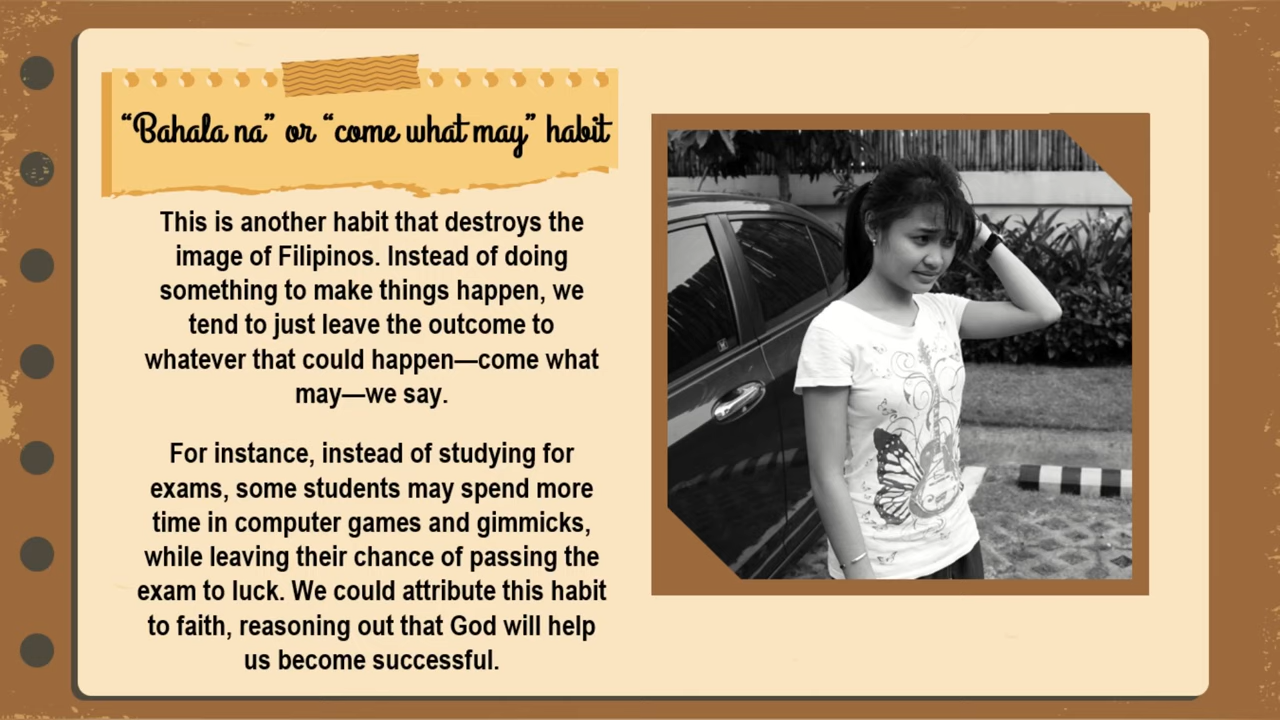 “Bahala na” or “come what may” habit
This is another habit that destroys the
image of Filipinos. Instead of doing
something to make things happen, we
tend to just leave the outcome to
whatever that could happen—come what
may—we say.
For instance, instead of studying for
exams, some students may spend more
time in computer games and gimmicks,
while leaving their chance of passing the
exam to luck. We could attribute this habit
to faith, reasoning out that God will help
us become successful.